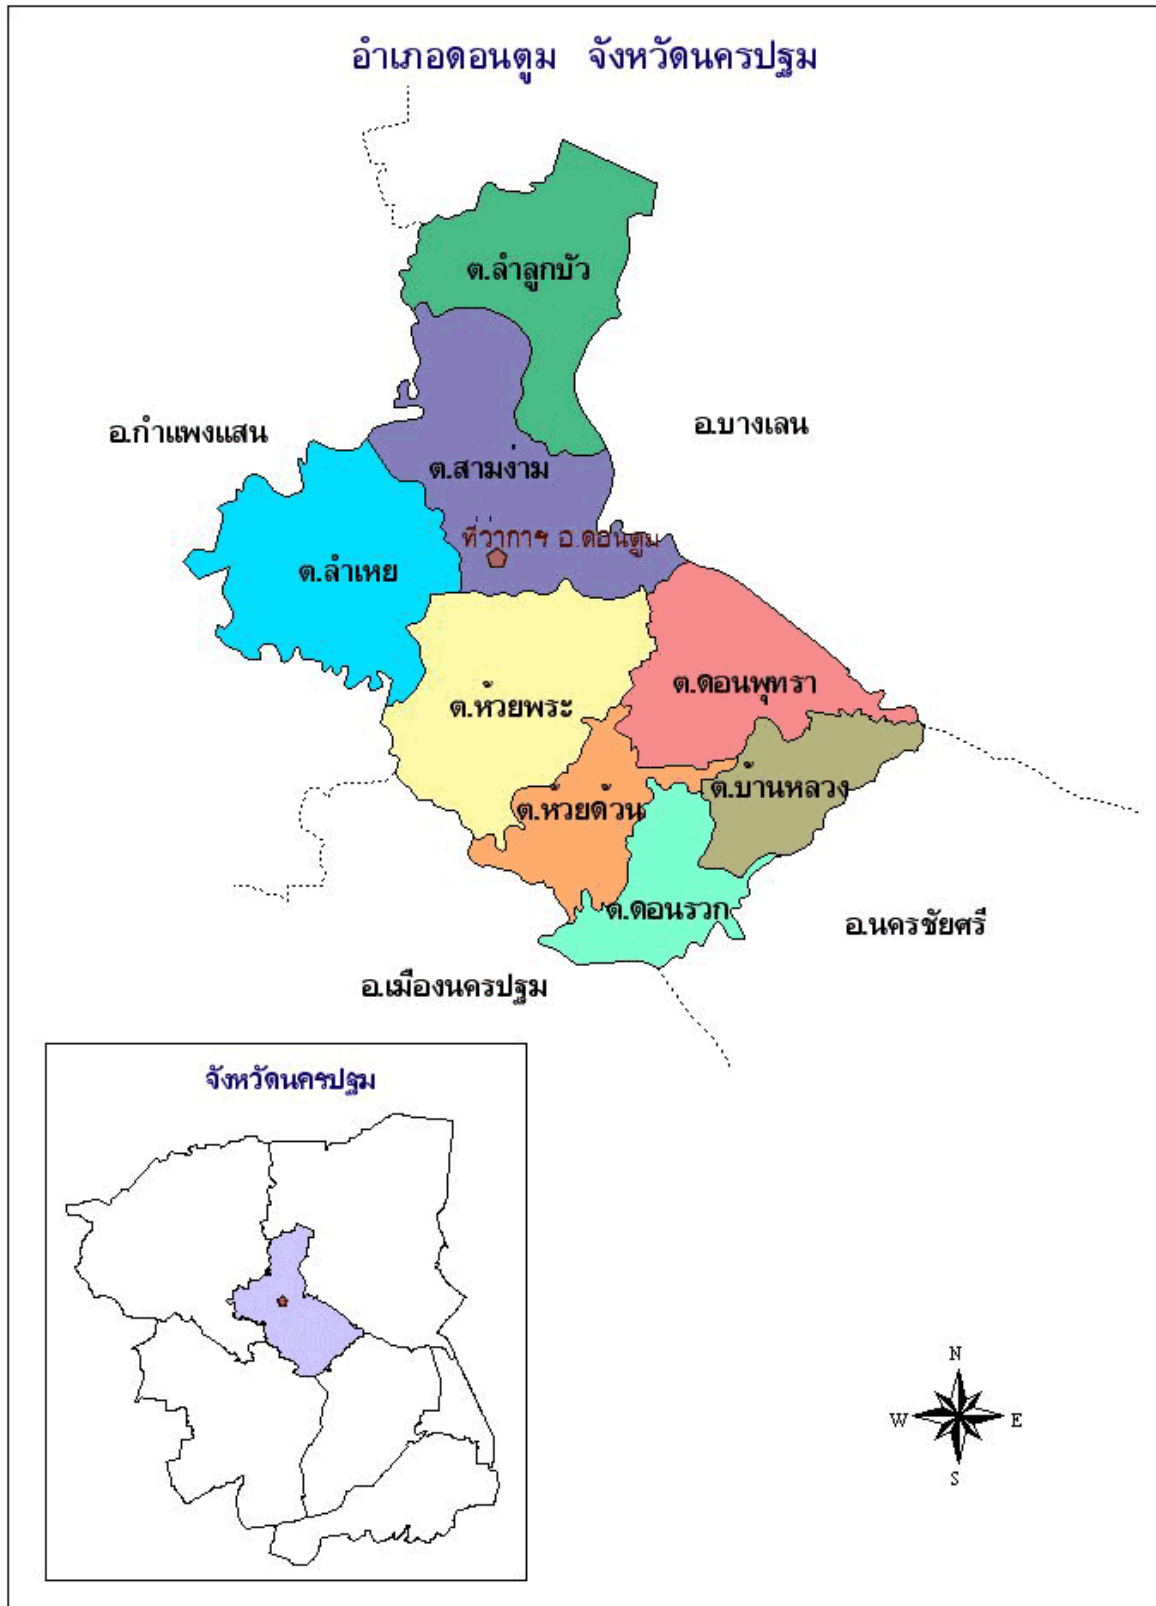 อำเภอดอนตูม จังหวัดนครปฐม
ต.ลำลูกบัว
อ.กำแพงแสน
อ.บางเลน
ต.สามง่าม
ที่ว่าการ อ.ดอนตูม
ต.ลำเหย
ต.ดอนพุทรา
ต.ห้วยพระ
ต.บ้านหลวง
ต.ห้วยด้วน
ต.ดอนรวก
อ.นครชัยศรี
อ.เมืองนครปฐม
จังหวัดนครปฐม
N
W E
S